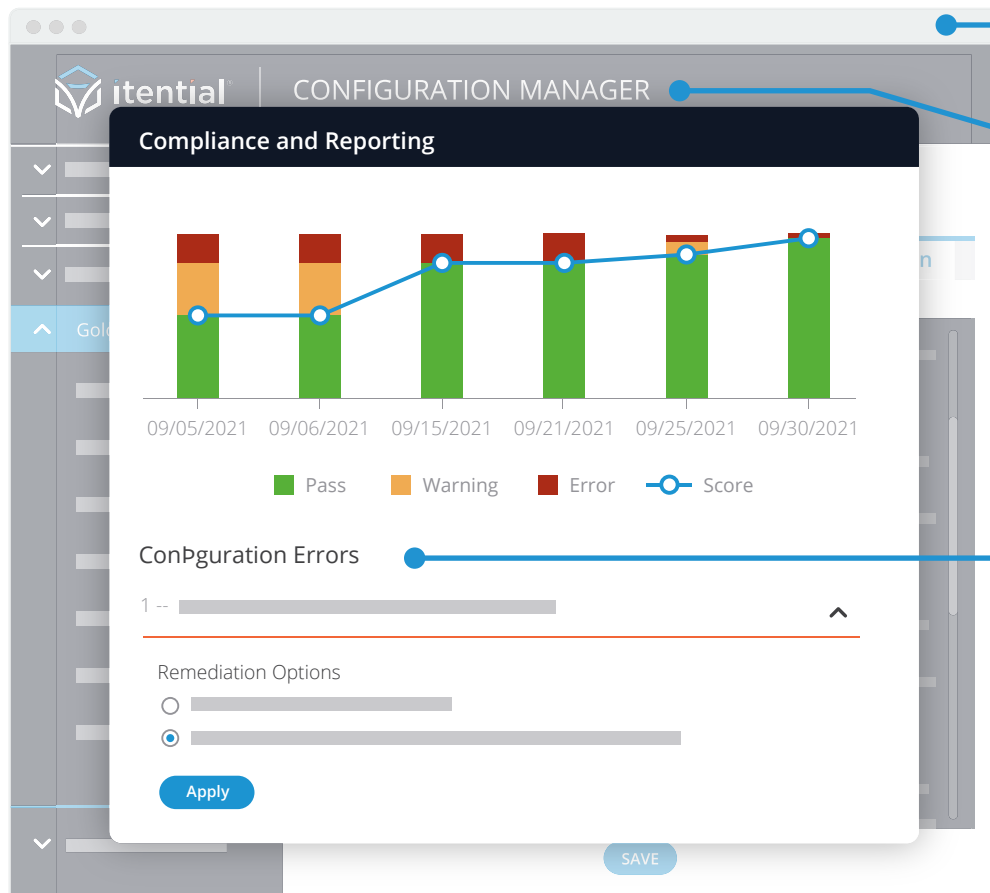 itential
CONFIGURATION MANAGER
Compliance and Reporting
09/05/2021 09/06/2021 09/15/2021 09/21/2021 09/25/2021 09/30/2021
Pass Warning Error Score
ConÞguration Errors
1 --
Remediation Options
Apply
SAVE